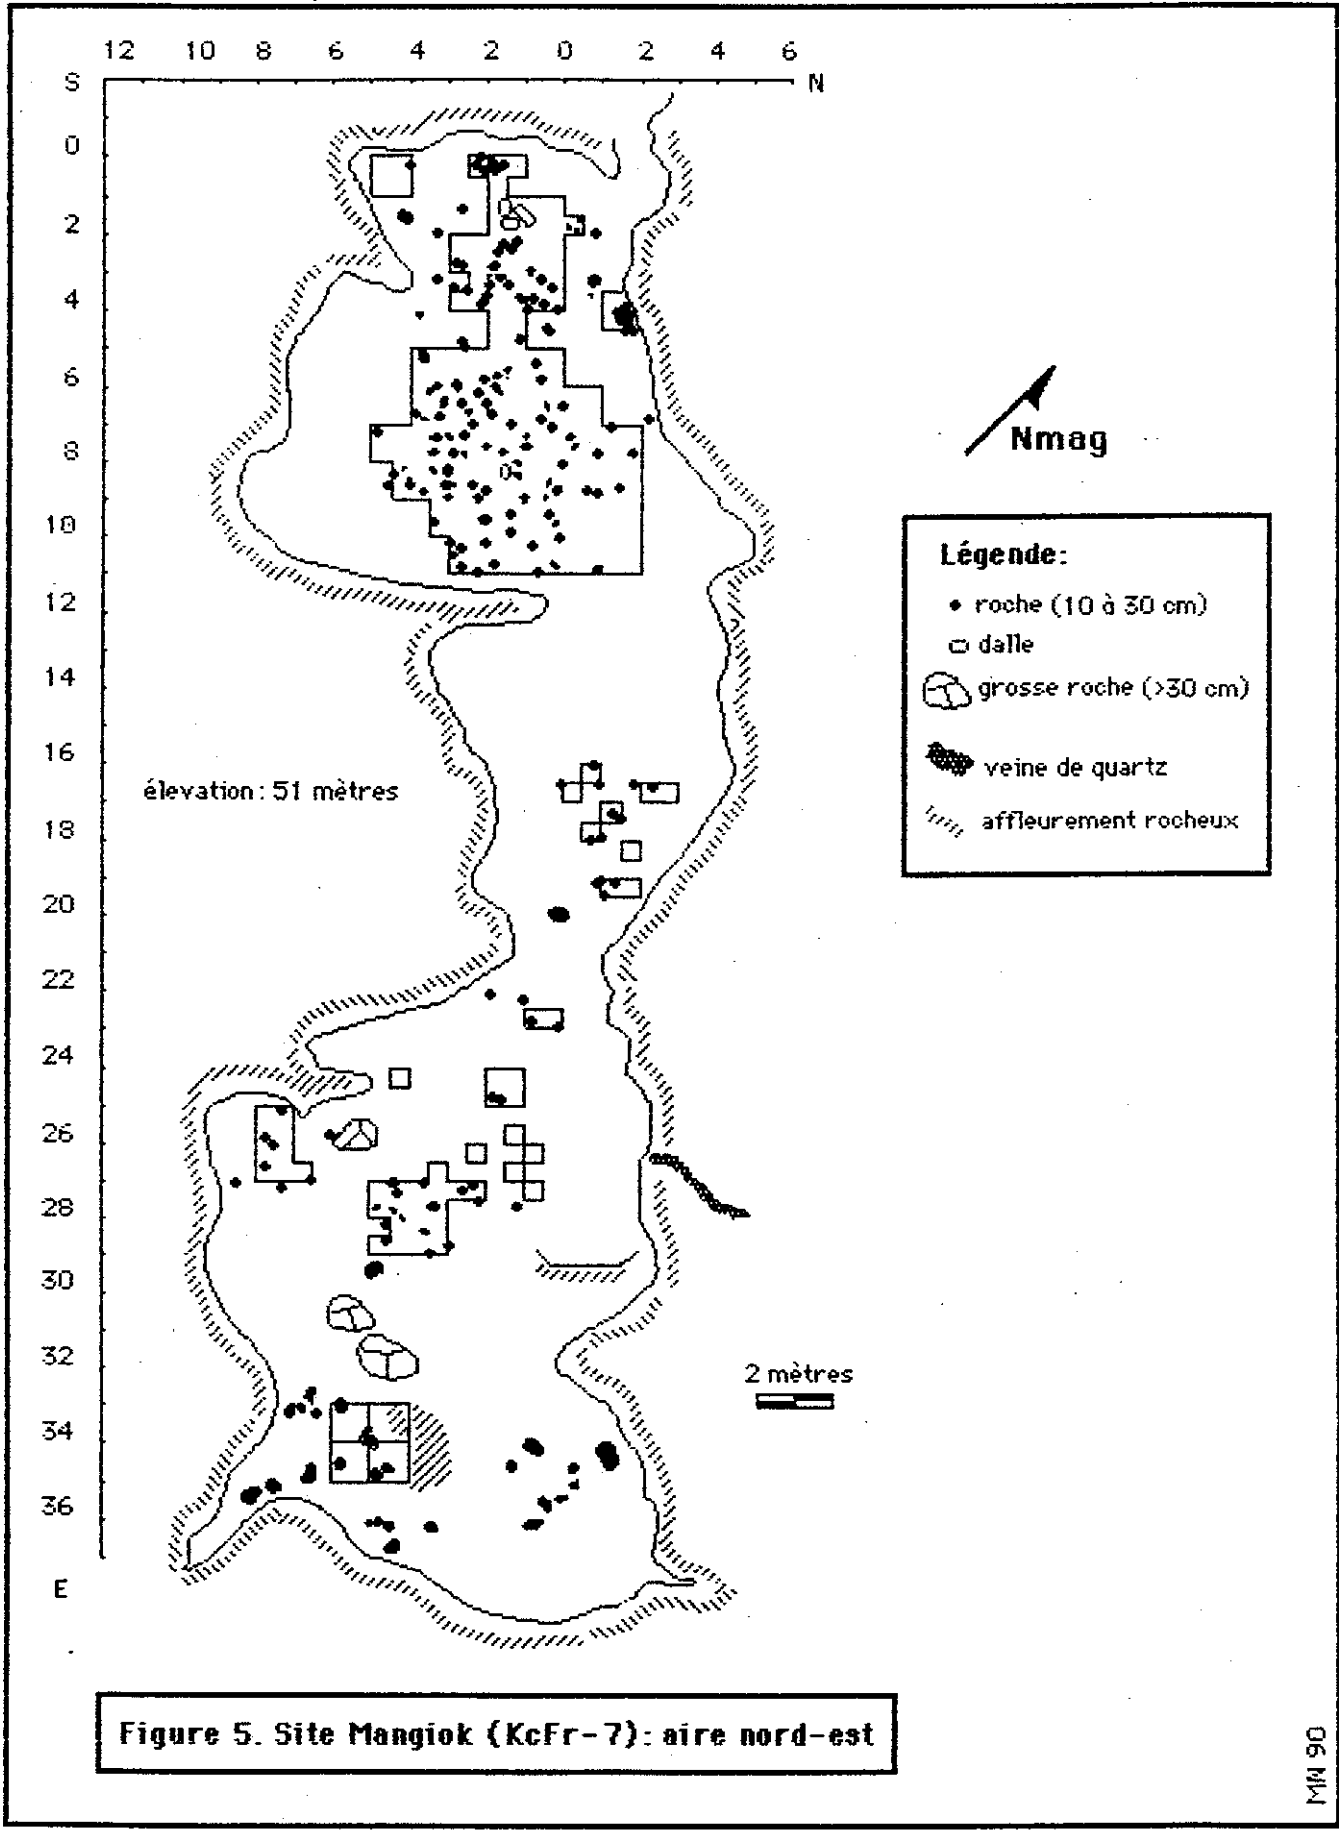 12 10 8 6 4 2 0 2 4 6
S N
0
2
4
6
8
10
12
14
16
18
20
22
24
26
28
30
32
34
36
E
Nmag
Légende:
roche (10 à 30 cm)
dalle
grosse roche (>30 cm)
veine de quartz
affleurement rocheux
élevation: 51 mètres
2 mètres
Figure 5. Site Mangiok (KcFr-7): aire nord-est
MN 90